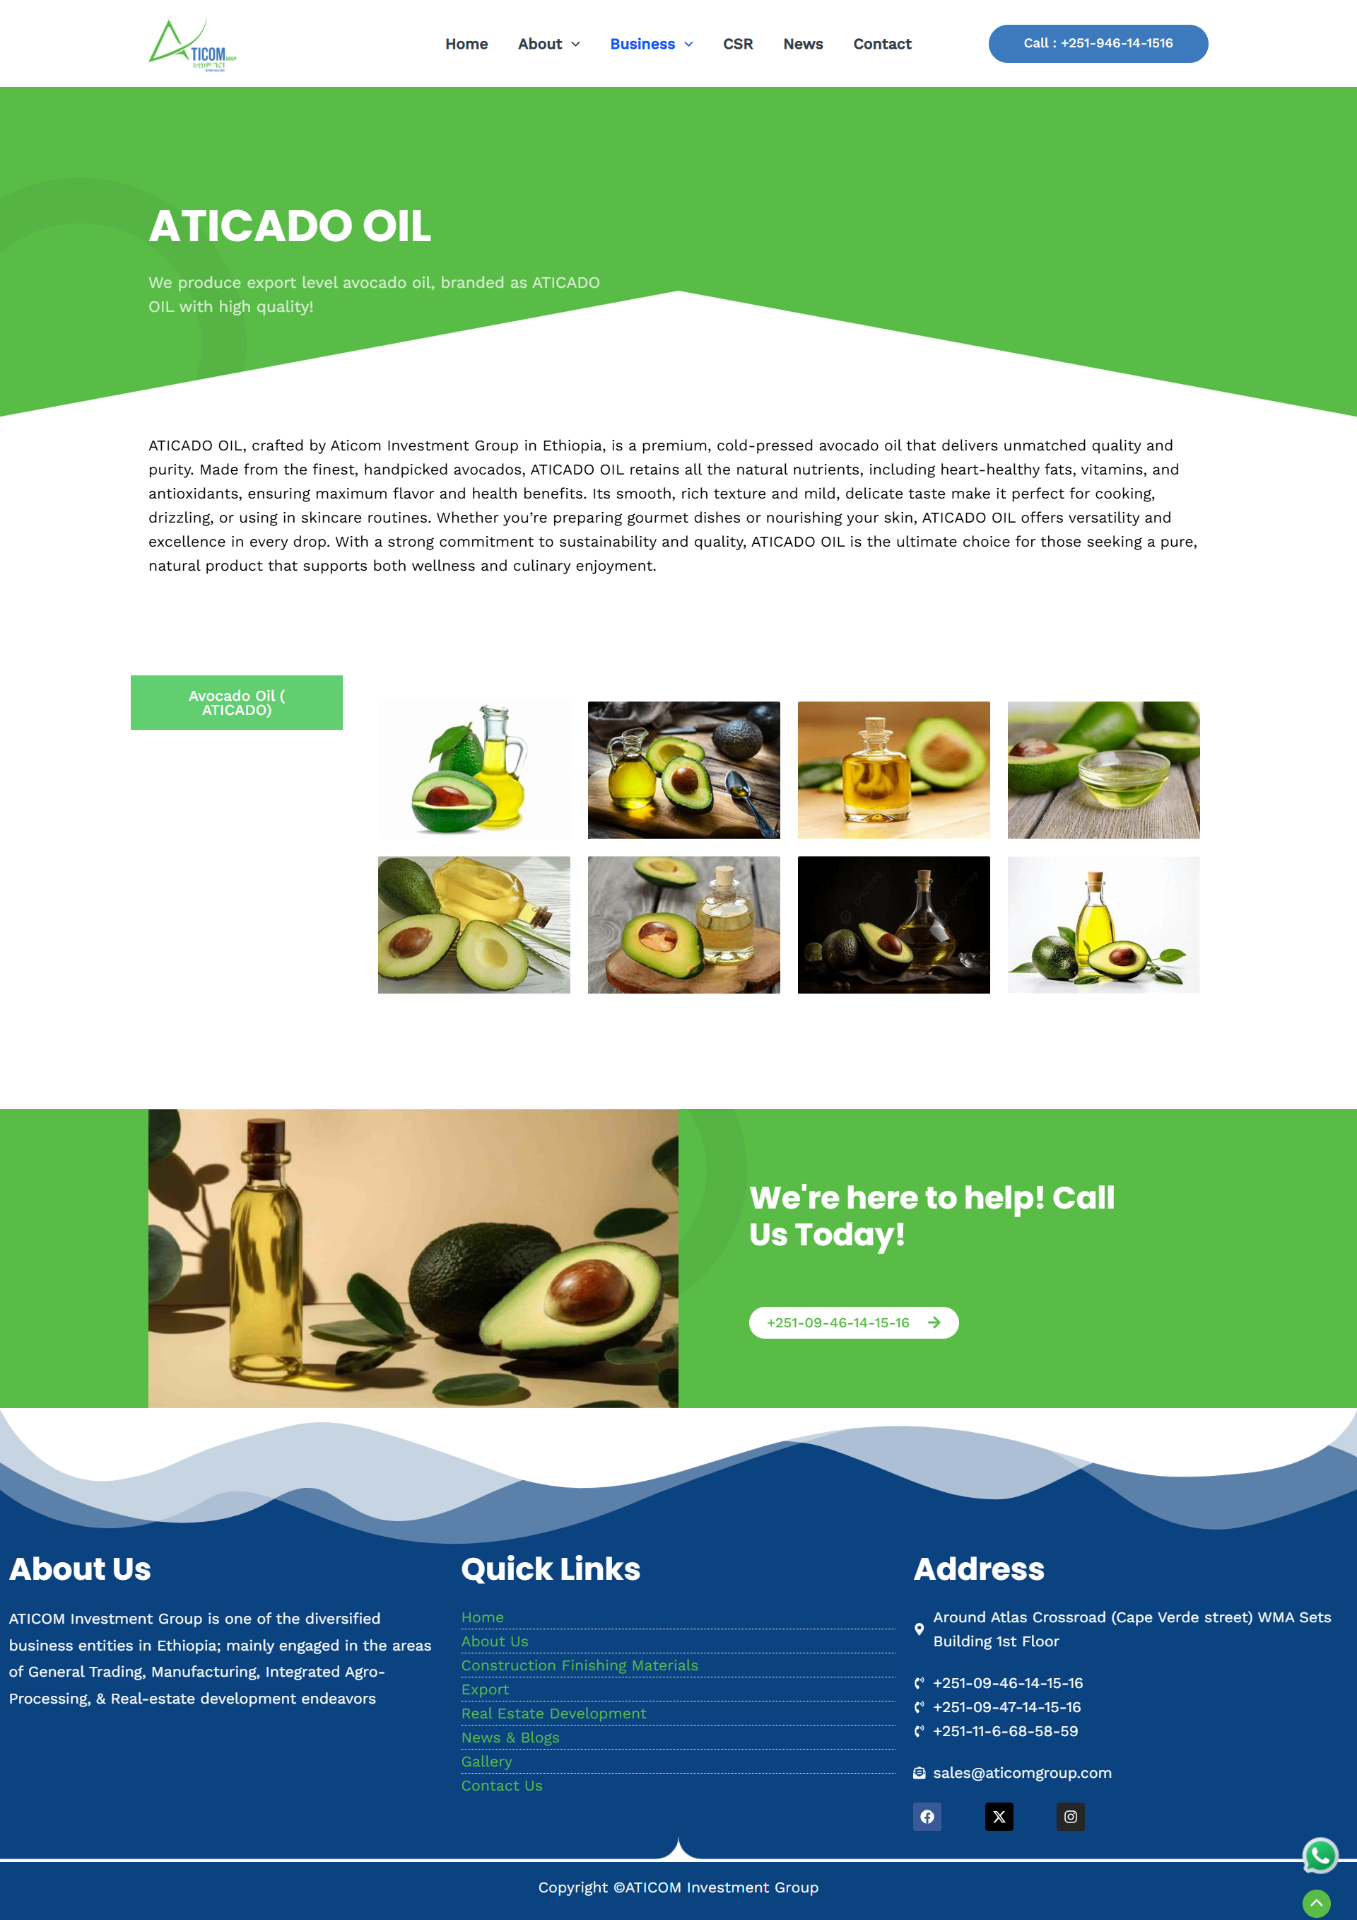 TICOM GROUP
Home
About
Business
CSR
News
Contact
Call : +251-946-14-1516
ATICADO OIL
We produce export level avocado oil, branded as ATICADO
OIL with high quality!
ATICADO OIL, crafted by Aticom Investment Group in Ethiopia, is a premium, cold-pressed avocado oil that delivers unmatched quality and
purity. Made from the finest, handpicked avocados, ATICADO OIL retains all the natural nutrients, including heart-healthy fats, vitamins, and
antioxidants, ensuring maximum flavor and health benefits. Its smooth, rich texture and mild, delicate taste make it perfect for cooking,
drizzling, or using in skincare routines. Whether you’re preparing gourmet dishes or nourishing your skin, ATICADO OIL offers versatility and
excellence in every drop. With a strong commitment to sustainability and quality, ATICADO OIL is the ultimate choice for those seeking a pure,
natural product that supports both wellness and culinary enjoyment.
Avocado Oil (
ATICADO)
We're here to help! Call
Us Today!
+251-09-46-14-15-16
About Us
ATICOM Investment Group is one of the diversified
business entities in Ethiopia; mainly engaged in the areas
of General Trading, Manufacturing, Integrated Agro-
Processing, & Real-estate development endeavors
Quick Links
Home
About Us
Construction Finishing Materials
Export
Real Estate Development
News & Blogs
Gallery
Contact Us
Address
Around Atlas Crossroad (Cape Verde street) WMA Sets
Building 1st Floor
+251-09-46-14-15-16
+251-09-47-14-15-16
+251-11-6-68-58-59
sales@aticomgroup.com
Copyright ©ATICOM Investment Group